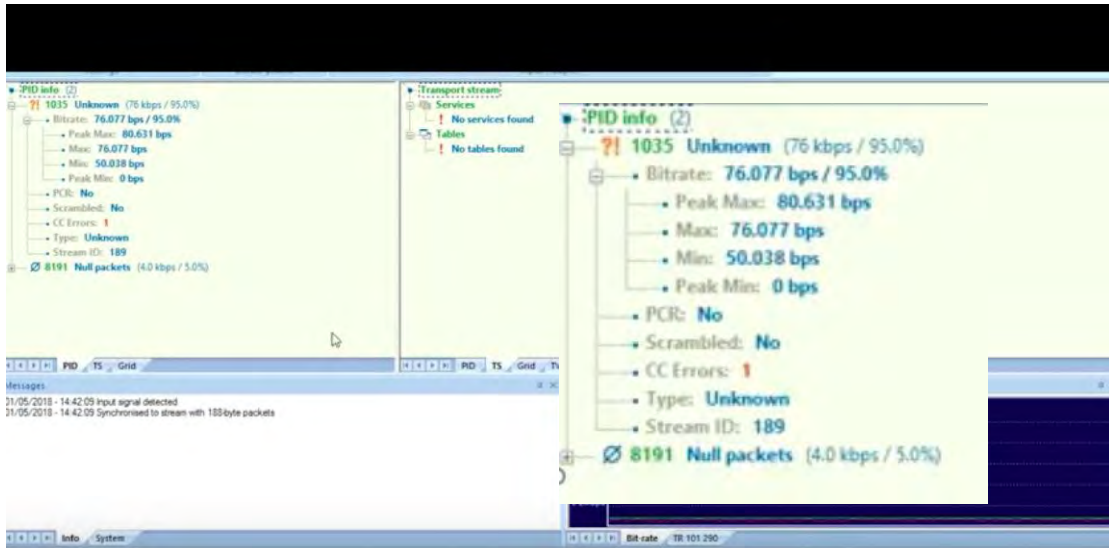 PID info (2)
?! 1035 Unknown (76 kbps / 95.0%)
Bitrate: 76.077 bps / 95.0%
Peak Max: 80.631 bps
Max: 76.077 bps
Min: 50.038 bps
Peak Min: 0 bps
PCR: No
Scrambled: No
CC Errors: 1
Type: Unknown
Stream ID: 189
8191 Null packets (4.0 kbps / 5.0%)
PID TS Grid
Transport stream
Services
! No services found
Tables
! No tables found
PID TS Grid
PID info (2)
?! 1035 Unknown (76 kbps / 95.0%)
Bitrate: 76.077 bps / 95.0%
Peak Max: 80.631 bps
Max: 76.077 bps
Min: 50.038 bps
Peak Min: 0 bps
PCR: No
Scrambled: No
CC Errors: 1
Type: Unknown
Stream ID: 189
8191 Null packets (4.0 kbps / 5.0%)
Messages
01/05/2018 - 14:42:09 Input signal detected
01/05/2018 - 14:42:09 Synchronised to stream with 188-byte packets
Info System
Bit-rate TR 101 290